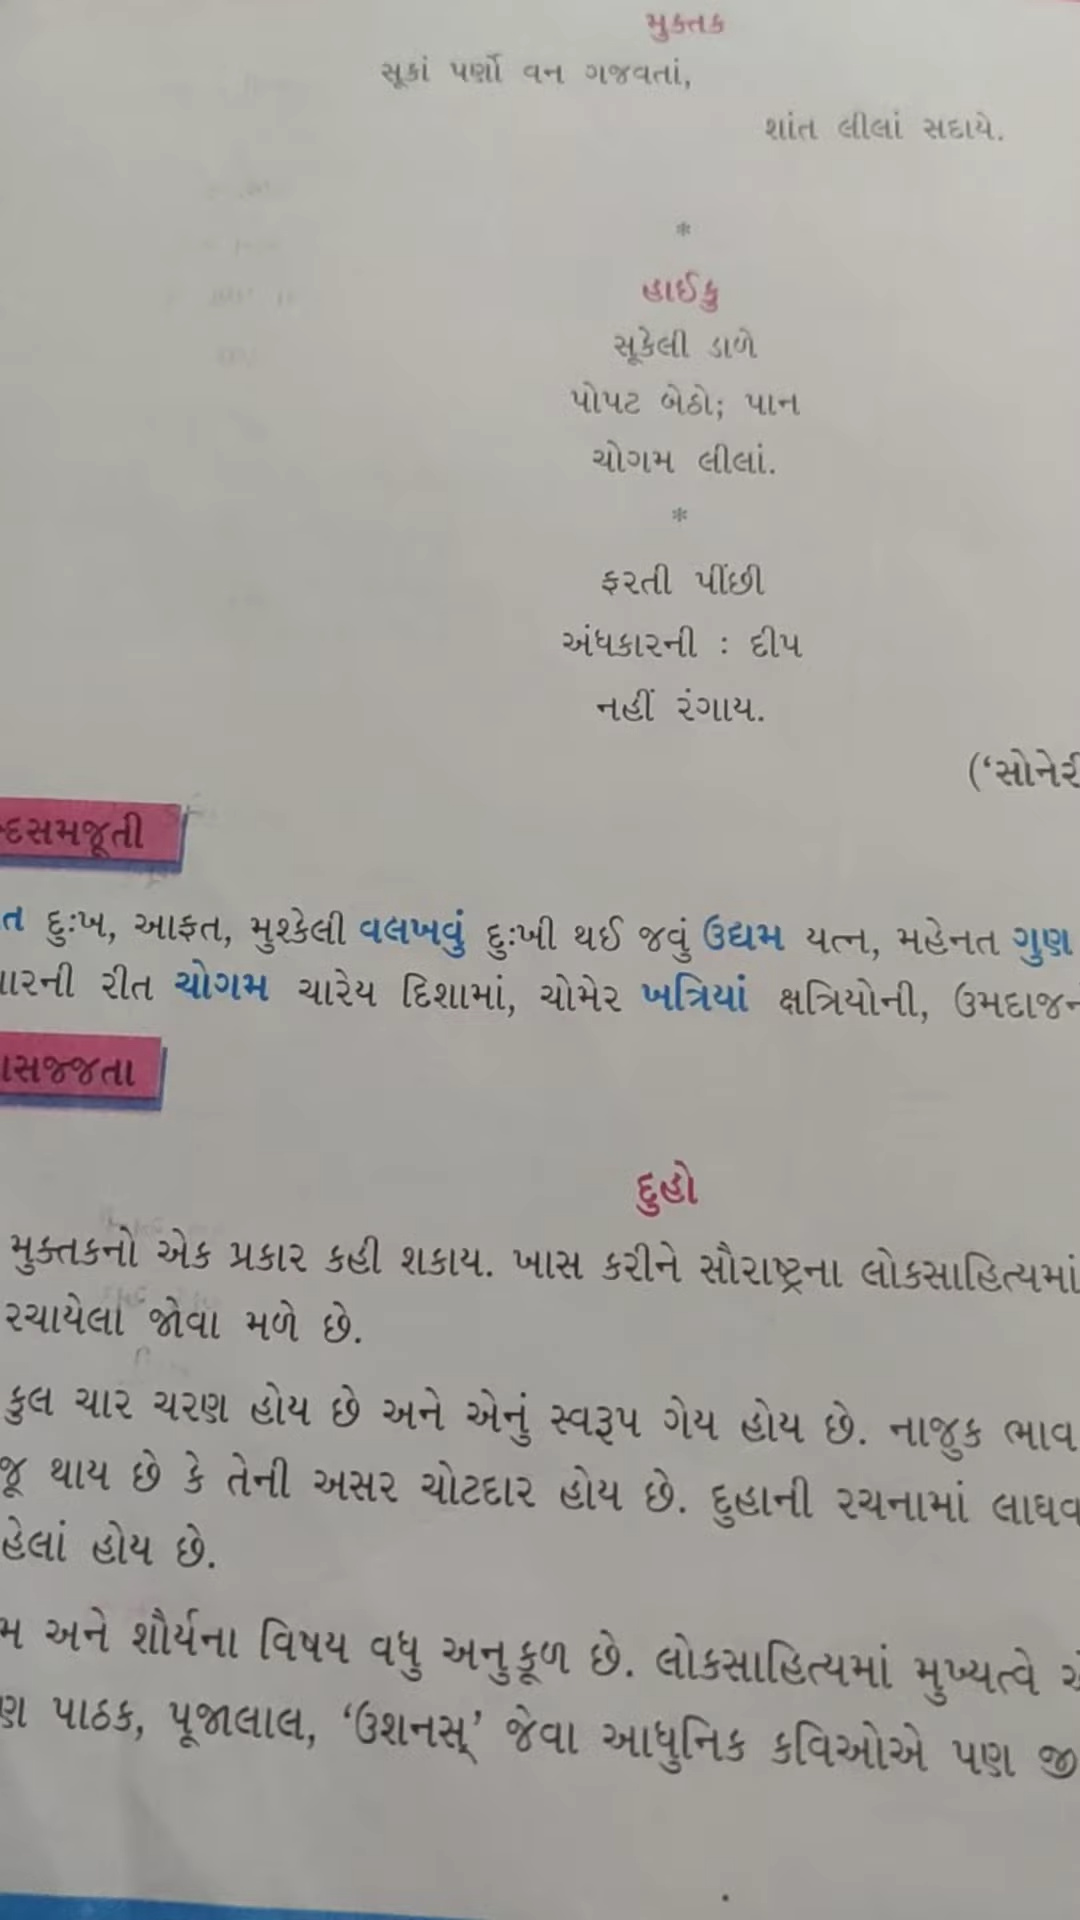 મુક્તક
સૂકાં પર્ણો વન ગજવતાં,
શાંત લીલાં સદાયે.
*
હાઈકુ
સૂકેલી ડાળે
પોપટ બેઠો; પાન
ચોગમ લીલાં.
*
ફરતી પીંછી
અંધકારની : દીપ
નહીં રંગાય.
(‘સોનેરી
દસમજૂતી
ત દુઃખ, આફત, મુશ્કેલી વલખવું દુઃખી થઈ જવું ઉદ્યમ યત્ન, મહેનત ગુણ
ારની રીત ચોગમ ચારેય દિશામાં, ચોમેર ખત્રિયાં ક્ષત્રિયોની, ઉમદાજન
ાસજ્જતા
દુહો
મુક્તકનો એક પ્રકાર કહી શકાય. ખાસ કરીને સૌરાષ્ટ્રના લોકસાહિત્યમાં
રચાયેલા જોવા મળે છે.
કુલ ચાર ચરણ હોય છે અને એનું સ્વરૂપ ગેય હોય છે. નાજુક ભાવ
જૂ થાય છે કે તેની અસર ચોટદાર હોય છે. દુહાની રચનામાં લાઘવ
હેલાં હોય છે.
મ અને શૌર્યના વિષય વધુ અનુકૂળ છે. લોકસાહિત્યમાં મુખ્યત્વે
ણ પાઠક, પૂજાલાલ, ‘ઉશનસ્’ જેવા આધુનિક કવિઓએ પણ જી